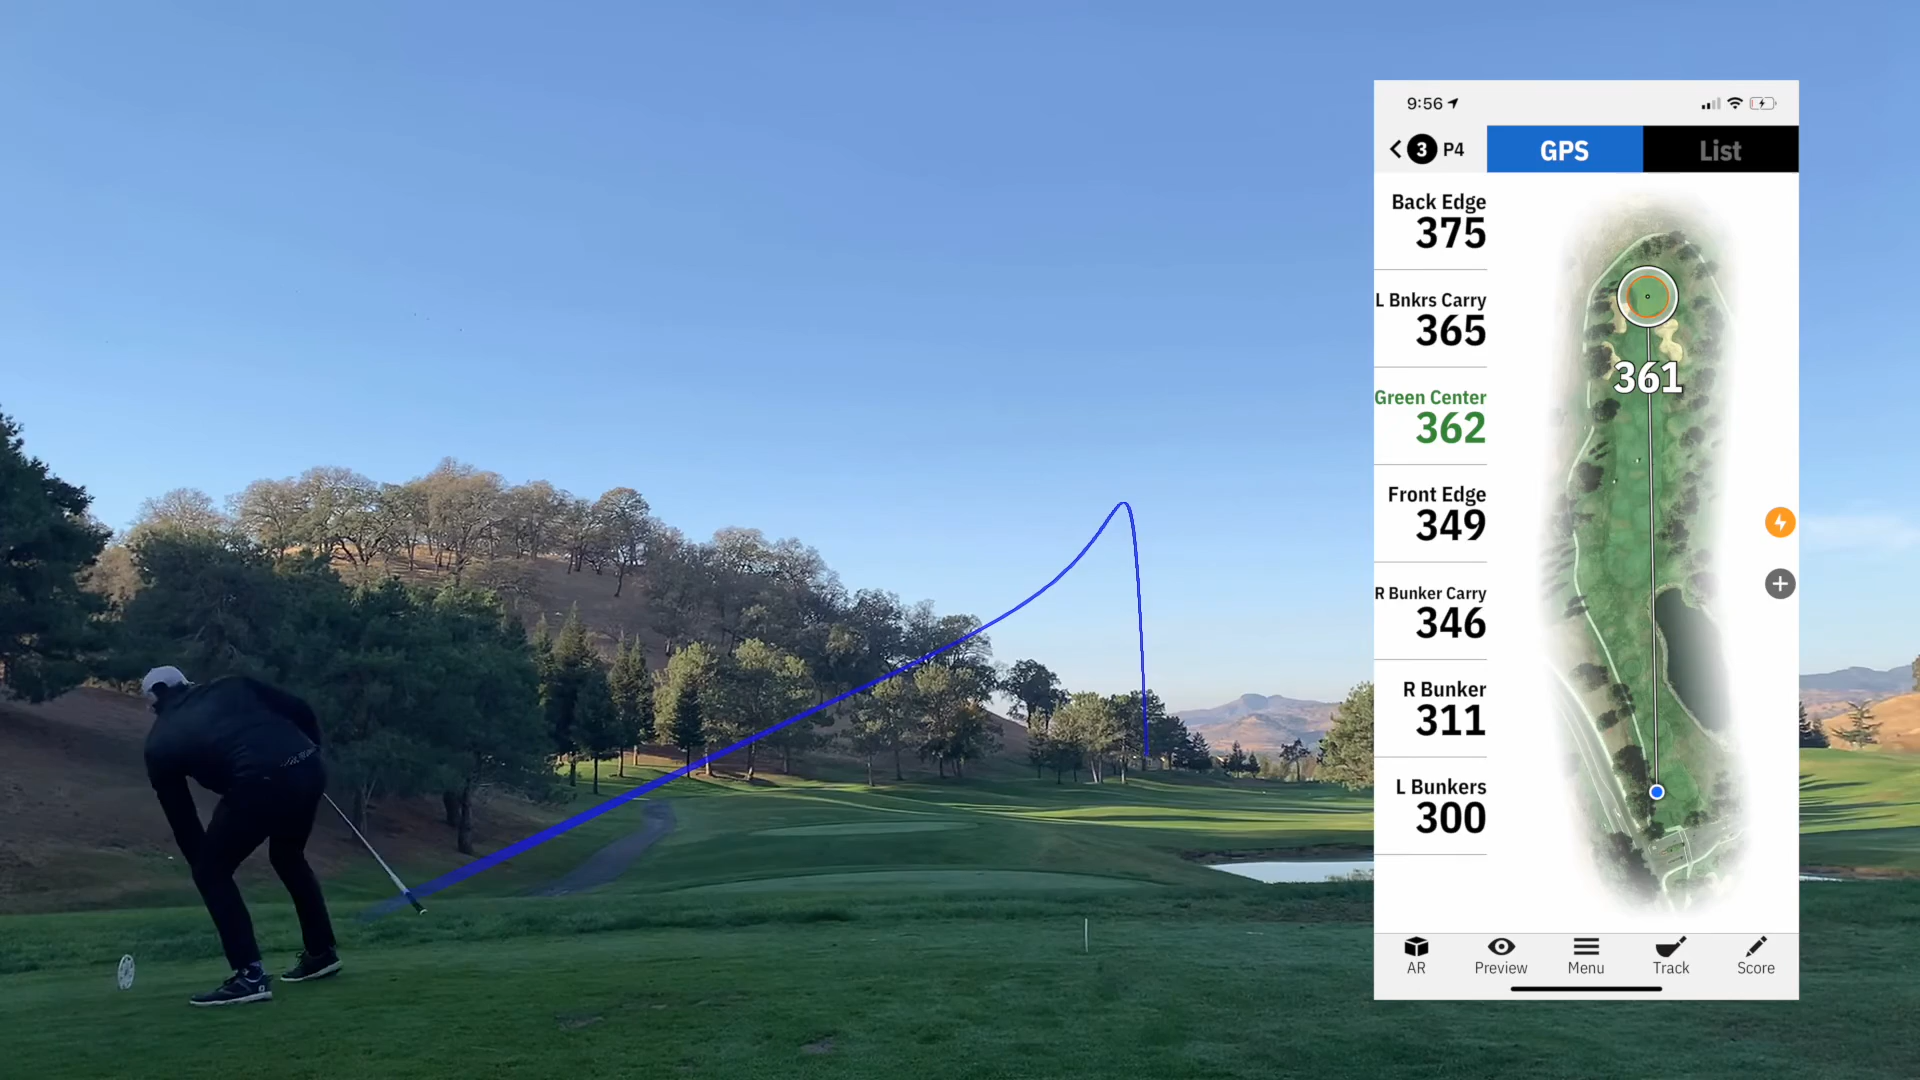 9:56
3 P4
GPS
List
Back Edge
375
L Bnkrs Carry
365
Green Center
362
Front Edge
349
R Bunker Carry
346
R Bunker
311
L Bunkers
300
361
AR
Preview
Menu
Track
Score